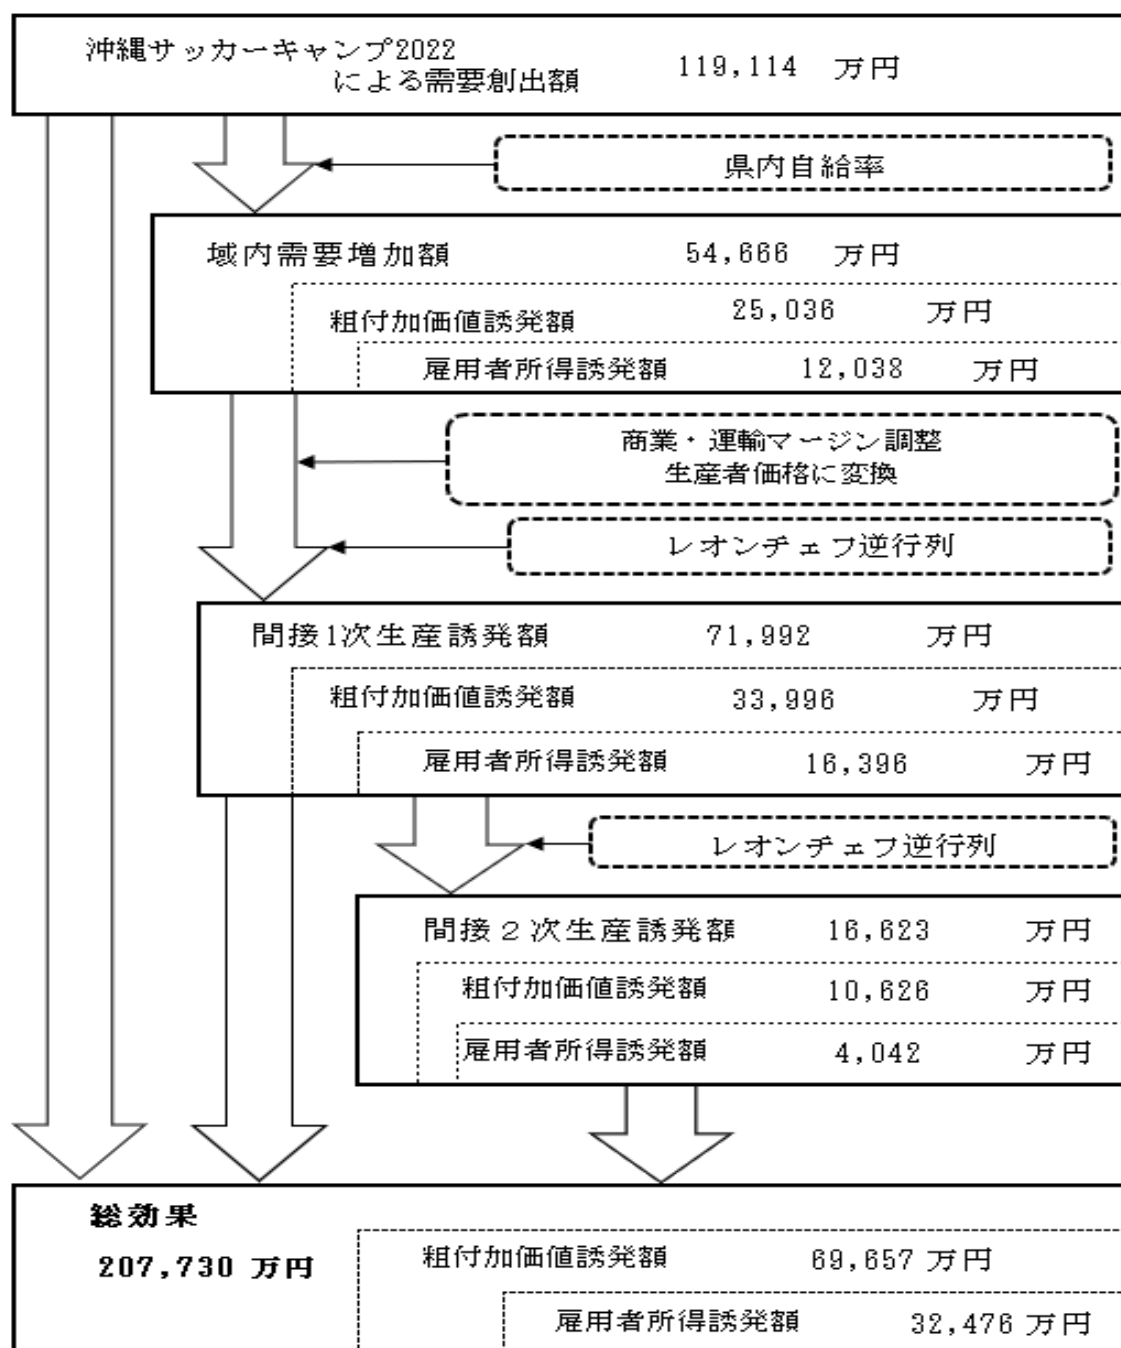 沖縄サッカーキャンプ2022
による需要創出額 119,114 万円
県内自給率
域内需要増加額 54,666 万円
粗付加価値誘発額 25,036 万円
雇用者所得誘発額 12,038 万円
商業・運輸マージン調整
生産者価格に変換
レオンチェフ逆行列
間接1次生産誘発額 71,992 万円
粗付加価値誘発額 33,996 万円
雇用者所得誘発額 16,396 万円
レオンチェフ逆行列
間接２次生産誘発額 16,623 万円
粗付加価値誘発額 10,626 万円
雇用者所得誘発額 4,042 万円
総効果
207,730 万円
粗付加価値誘発額 69,657 万円
雇用者所得誘発額 32,476 万円